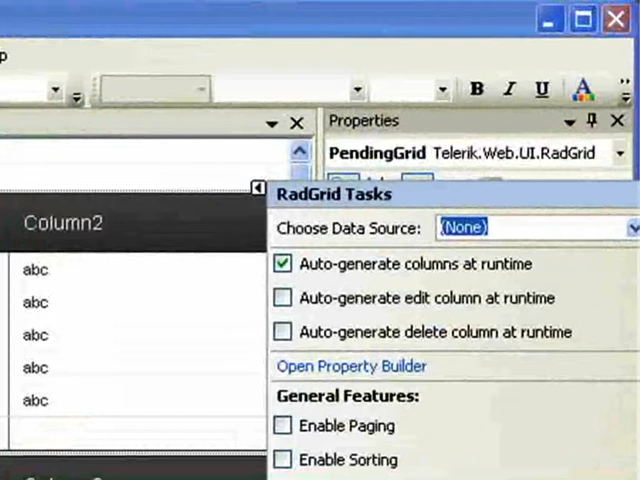 p
B I U A
Properties
PendingGrid Telerik.Web.UI.RadGrid
RadGrid Tasks
Column2
Choose Data Source: (None)
Auto-generate columns at runtime
abc
Auto-generate edit column at runtime
abc
Auto-generate delete column at runtime
abc
Open Property Builder
abc
General Features:
abc
Enable Paging
Enable Sorting